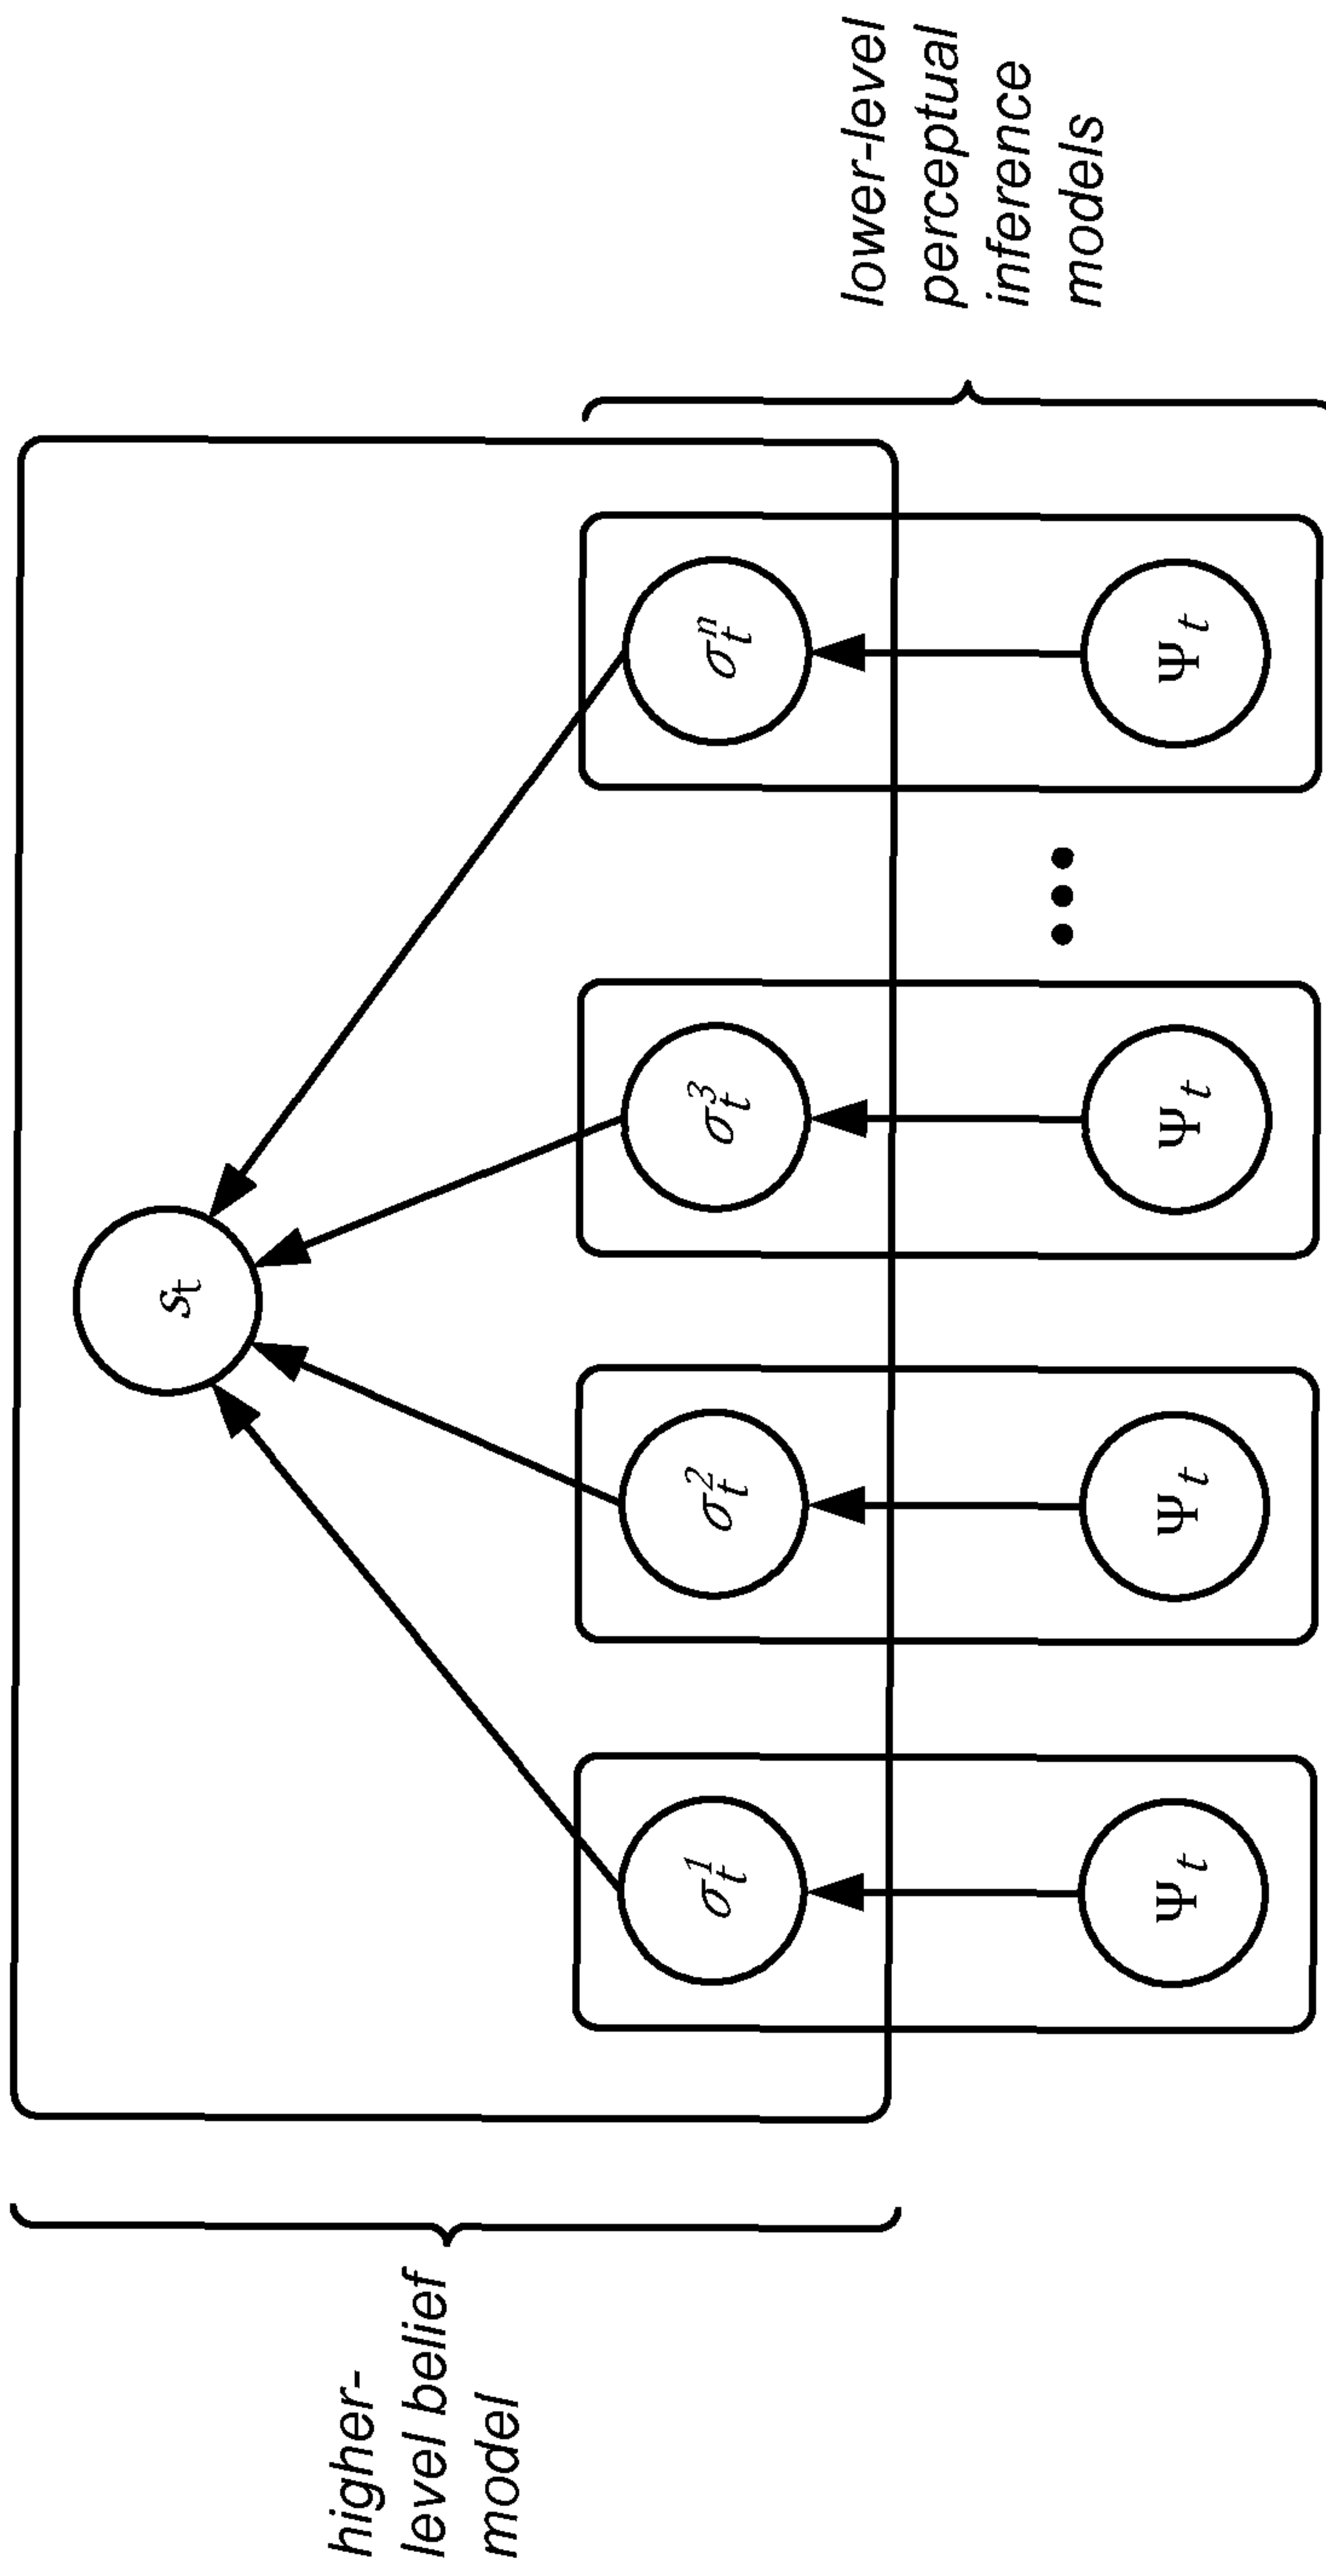 higher-
level belief
model
s_t
σ_t^1
σ_t^2
σ_t^3
σ_t^n
Ψ_t
Ψ_t
Ψ_t
Ψ_t
lower-level
perceptual
inference
models